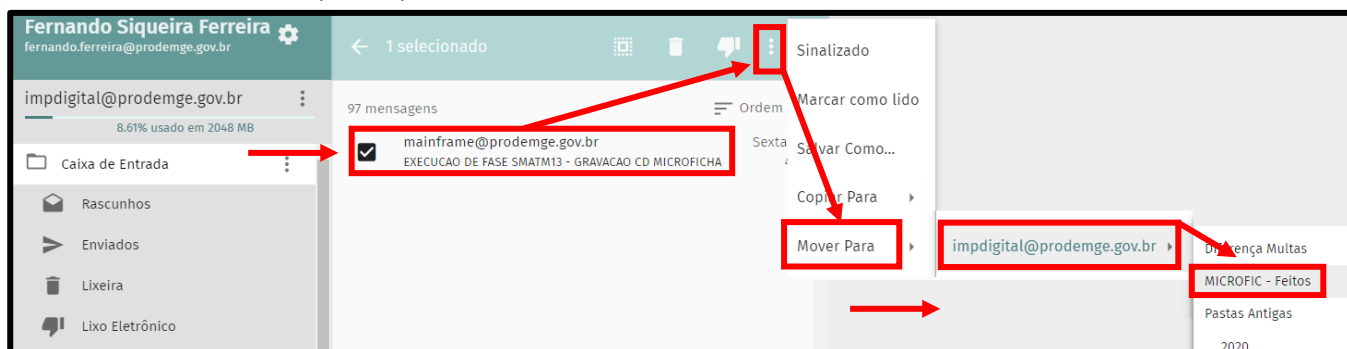 Fernando Siqueira Ferreira
fernando.ferreira@prodemge.gov.br
impdigital@prodemge.gov.br
8.61% usado em 2048 MB
Caixa de Entrada
Rascunhos
Enviados
Lixeira
Lixo Eletrônico
1 selecionado
97 mensagens
Ordem
mainframe@prodemge.gov.br
Sexta
EXECUCAO DE FASE SMATM13 - GRAVACAO CD MICROFICHA
Sinalizado
Marcar como lido
Salvar Como...
Copiar Para
Mover Para
impdigital@prodemge.gov.br
Diferença Multas
MICROFIC - Feitos
Pastas Antigas
2020